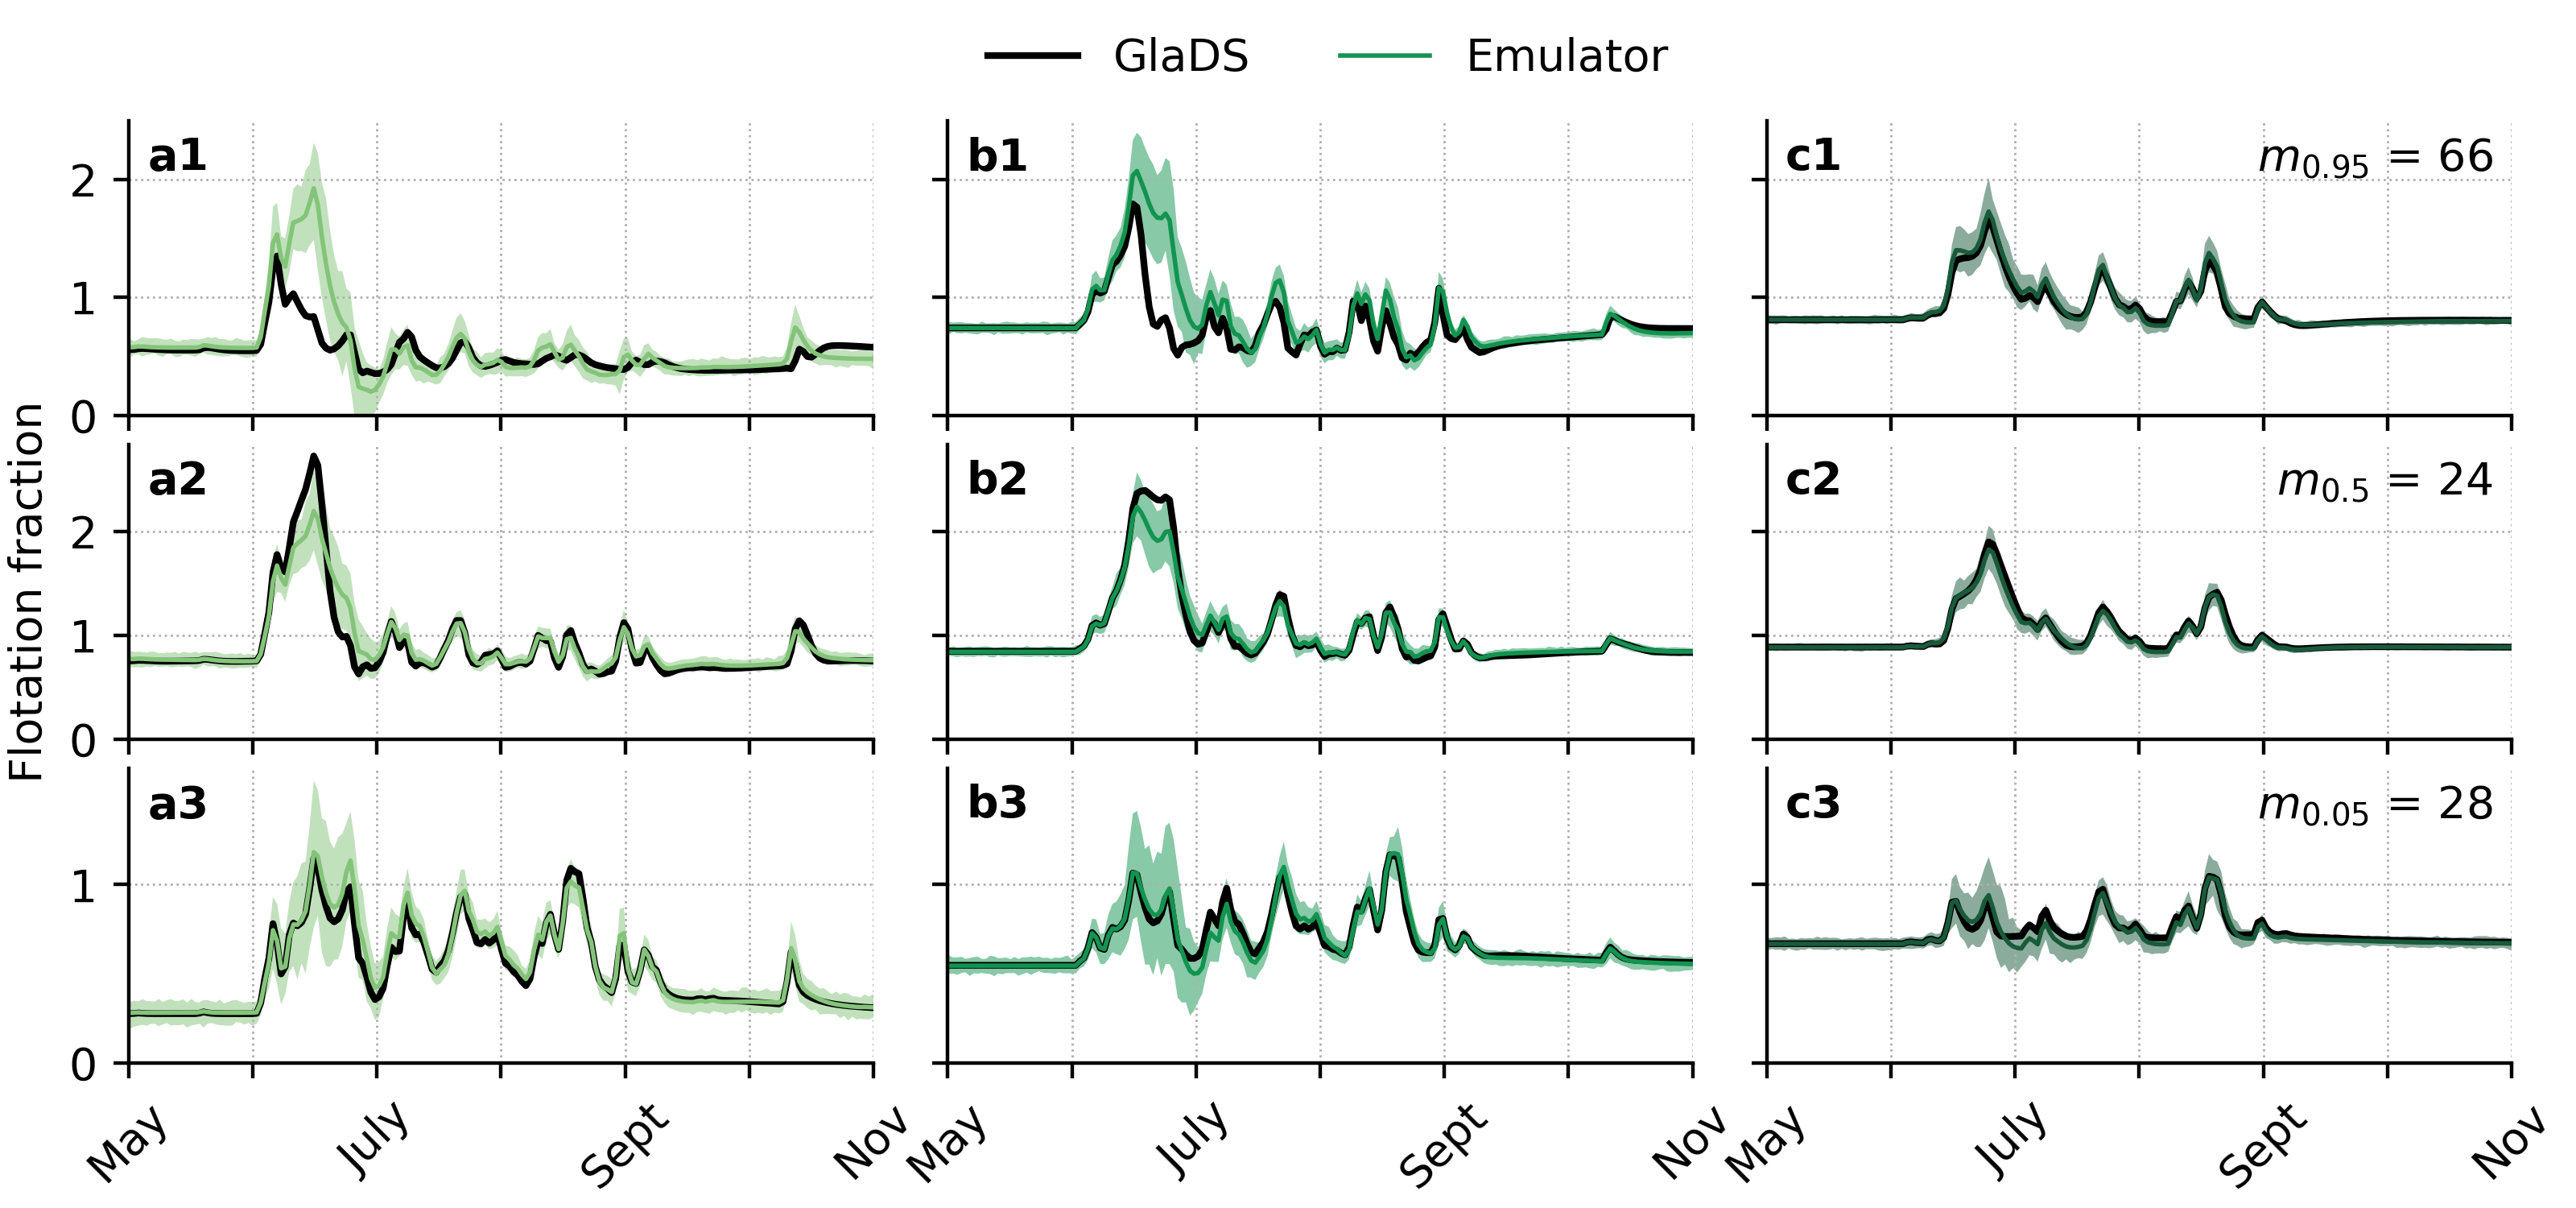 GlaDS Emulator
Flotation fraction
a1 b1 c1 m0.95 = 66
2
1
0
a2 b2 c2 m0.5 = 24
2
1
0
a3 b3 c3 m0.05 = 28
1
0
May July Sept Nov May July Sept Nov May July Sept Nov